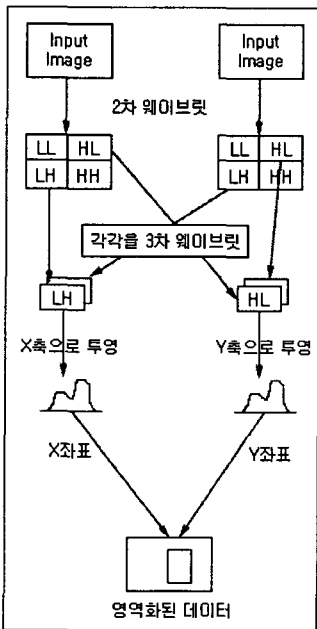 Input Image
Input Image
2차 웨이브릿
LL HL
LH HH
LL HL
LH HH
각각을 3차 웨이브릿
LH
HL
X축으로 투영
Y축으로 투영
X좌표
Y좌표
영역화된 데이터